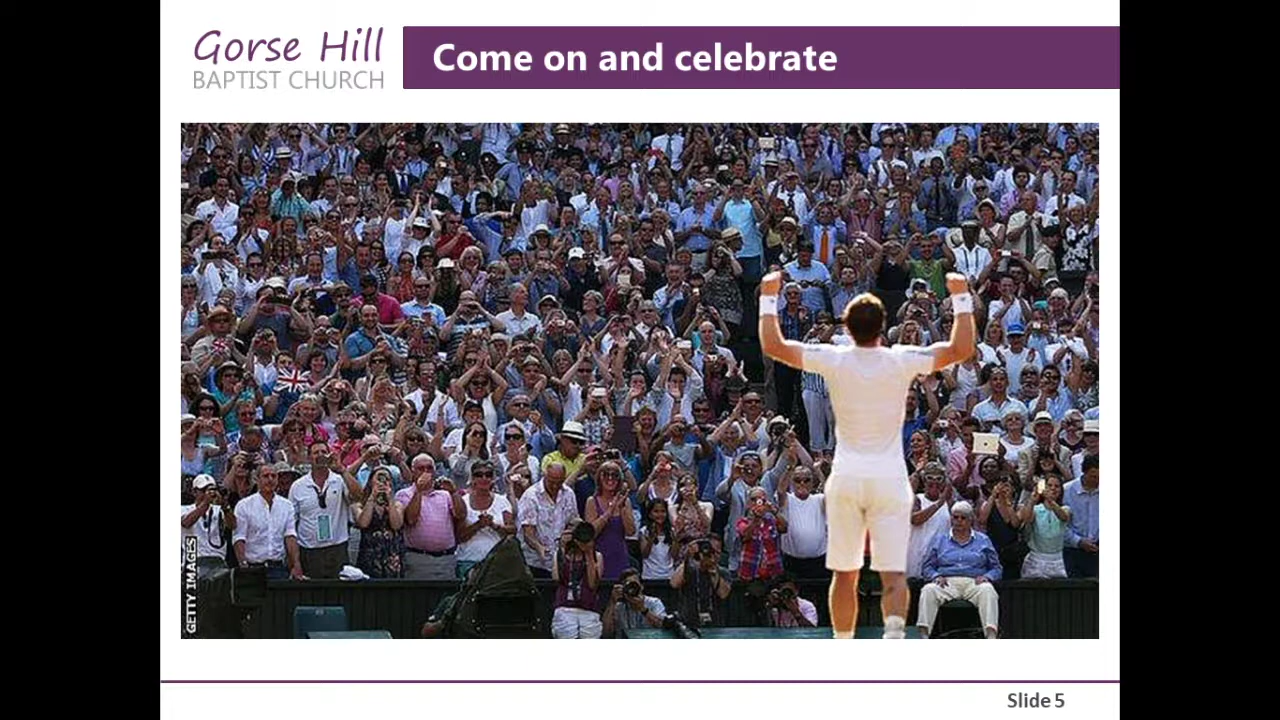 Gorse Hill
BAPTIST CHURCH
Come on and celebrate
GETTY IMAGES
Slide 5